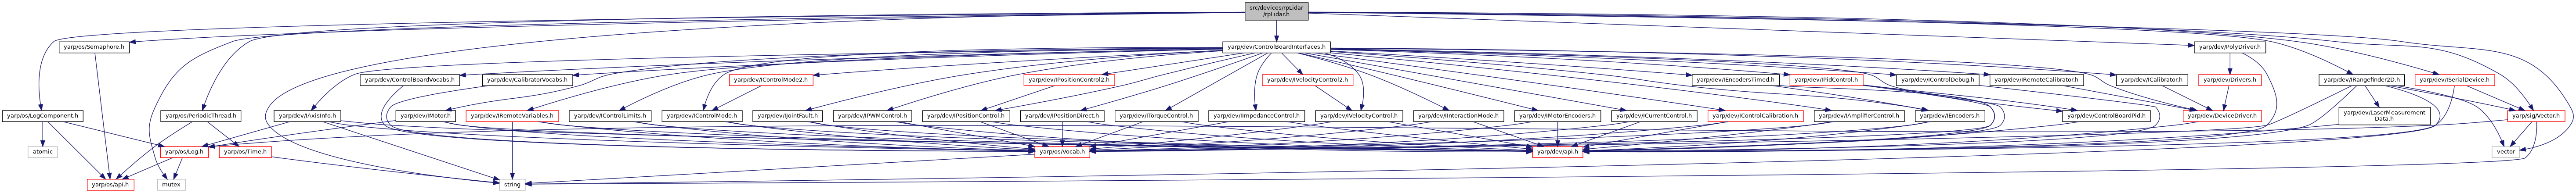 src/devices/rpLidar
/rpLidar.h
yarp/os/Semaphore.h
yarp/dev/ControlBoardInterfaces.h
yarp/dev/PolyDriver.h
yarp/dev/ControlBoardVocabs.h
yarp/dev/CalibratorVocabs.h
yarp/dev/IControlMode2.h
yarp/dev/IPositionControl2.h
yarp/dev/IVelocityControl2.h
yarp/dev/IEncodersTimed.h
yarp/dev/IPidControl.h
yarp/dev/IControlDebug.h
yarp/dev/IRemoteCalibrator.h
yarp/dev/ICalibrator.h
yarp/dev/Drivers.h
yarp/dev/IRangefinder2D.h
yarp/dev/ISerialDevice.h
yarp/os/LogComponent.h
yarp/os/PeriodicThread.h
yarp/dev/IAxisInfo.h
yarp/dev/IMotor.h
yarp/dev/IRemoteVariables.h
yarp/dev/IControlLimits.h
yarp/dev/IControlMode.h
yarp/dev/IJointFault.h
yarp/dev/IPWMControl.h
yarp/dev/IPositionControl.h
yarp/dev/IPositionDirect.h
yarp/dev/ITorqueControl.h
yarp/dev/IImpedanceControl.h
yarp/dev/IVelocityControl.h
yarp/dev/IInteractionMode.h
yarp/dev/IMotorEncoders.h
yarp/dev/ICurrentControl.h
yarp/dev/IControlCalibration.h
yarp/dev/IAmplifierControl.h
yarp/dev/IEncoders.h
yarp/dev/ControlBoardPid.h
yarp/dev/DeviceDriver.h
yarp/dev/LaserMeasurement
Data.h
yarp/sig/Vector.h
atomic
yarp/os/Log.h
yarp/os/Time.h
yarp/os/Vocab.h
yarp/dev/api.h
vector
yarp/os/api.h
mutex
string